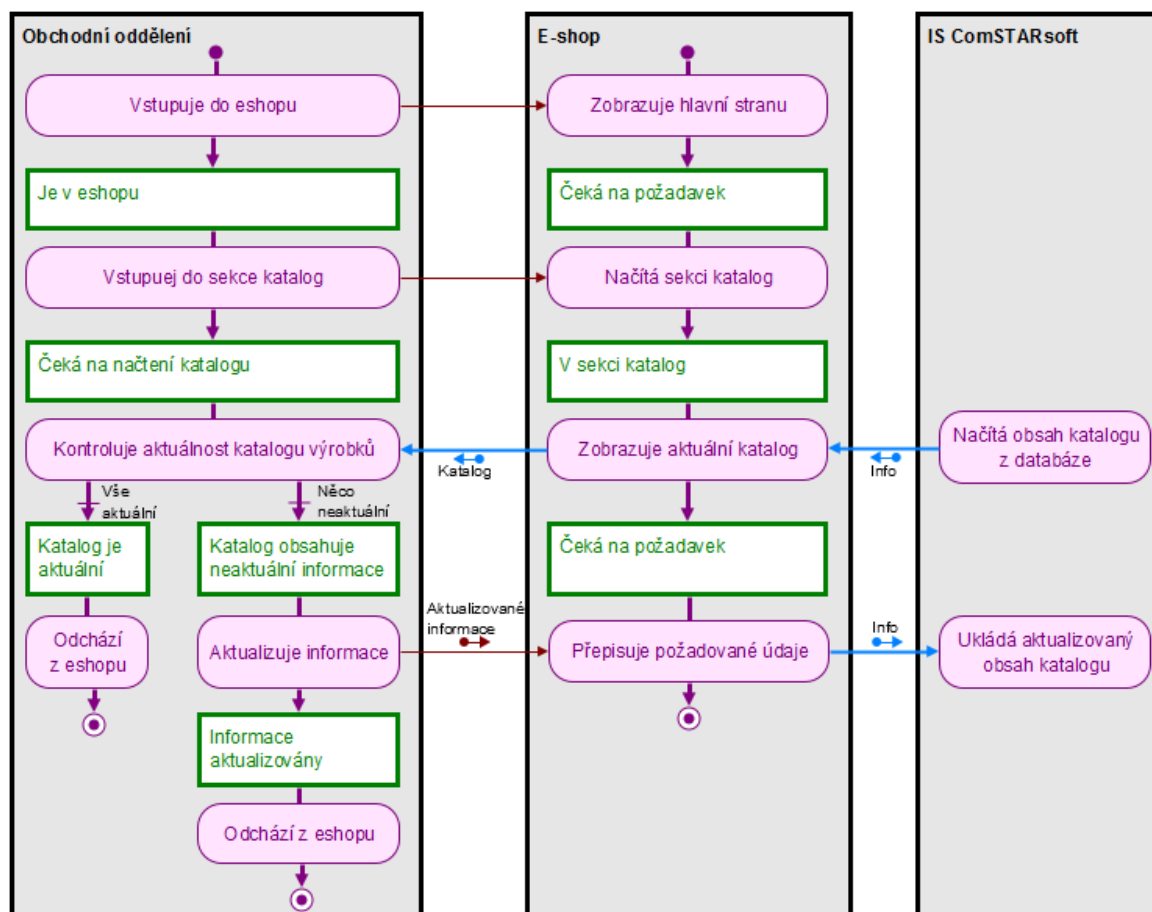 Obchodní oddělení
E-shop
IS ComSTARsoft
Vstupuje do eshopu
Zobrazuje hlavní stranu
Je v eshopu
Čeká na požadavek
Vstupuej do sekce katalog
Načítá sekci katalog
Čeká na načtení katalogu
V sekci katalog
Kontroluje aktuálnost katalogu výrobků
Katalog
Zobrazuje aktuální katalog
Info
Načítá obsah katalogu
z databáze
Vše
aktuální
Něco
neaktuální
Katalog je
aktuální
Katalog obsahuje
neaktuální informace
Čeká na požadavek
Odchází
z eshopu
Aktualizuje informace
Aktualizované
informace
Přepisuje požadované údaje
Info
Ukládá aktualizovaný
obsah katalogu
Informace
aktualizovány
Odchází z eshopu